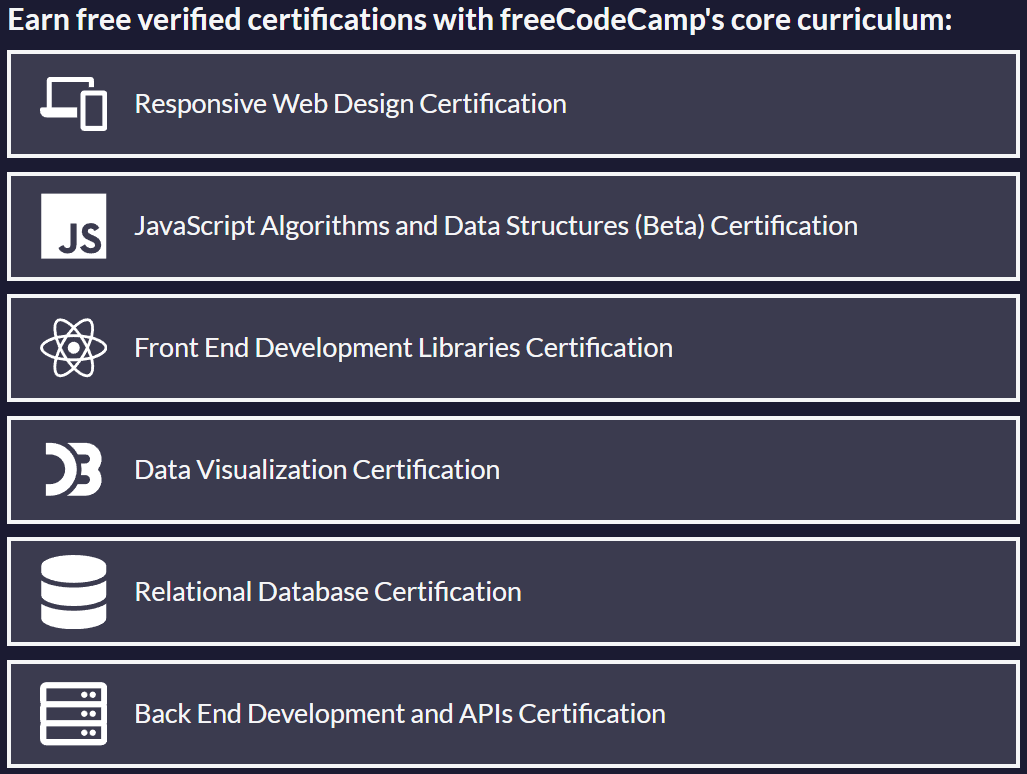 Earn free verified certifications with freeCodeCamp's core curriculum:
Responsive Web Design Certification
JS
JavaScript Algorithms and Data Structures (Beta) Certification
Front End Development Libraries Certification
Data Visualization Certification
Relational Database Certification
Back End Development and APIs Certification